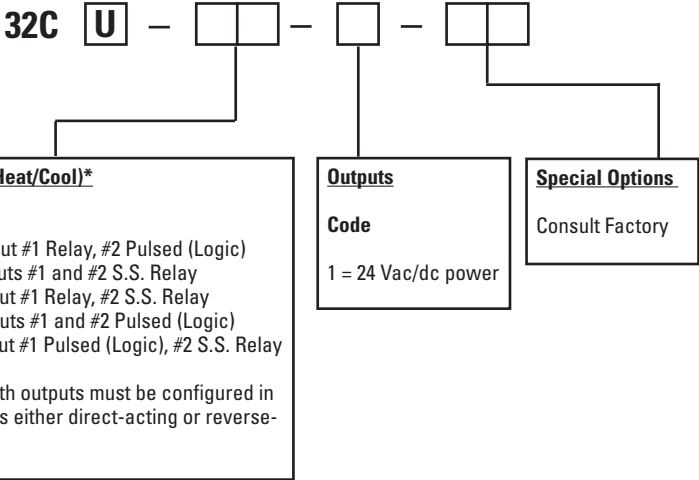 32C U – – –
Heat/Cool)*
ut #1 Relay, #2 Pulsed (Logic)
uts #1 and #2 S.S. Relay
ut #1 Relay, #2 S.S. Relay
uts #1 and #2 Pulsed (Logic)
ut #1 Pulsed (Logic), #2 S.S. Relay
th outputs must be configured in
s either direct-acting or reverse-
Outputs
Code
1 = 24 Vac/dc power
Special Options
Consult Factory